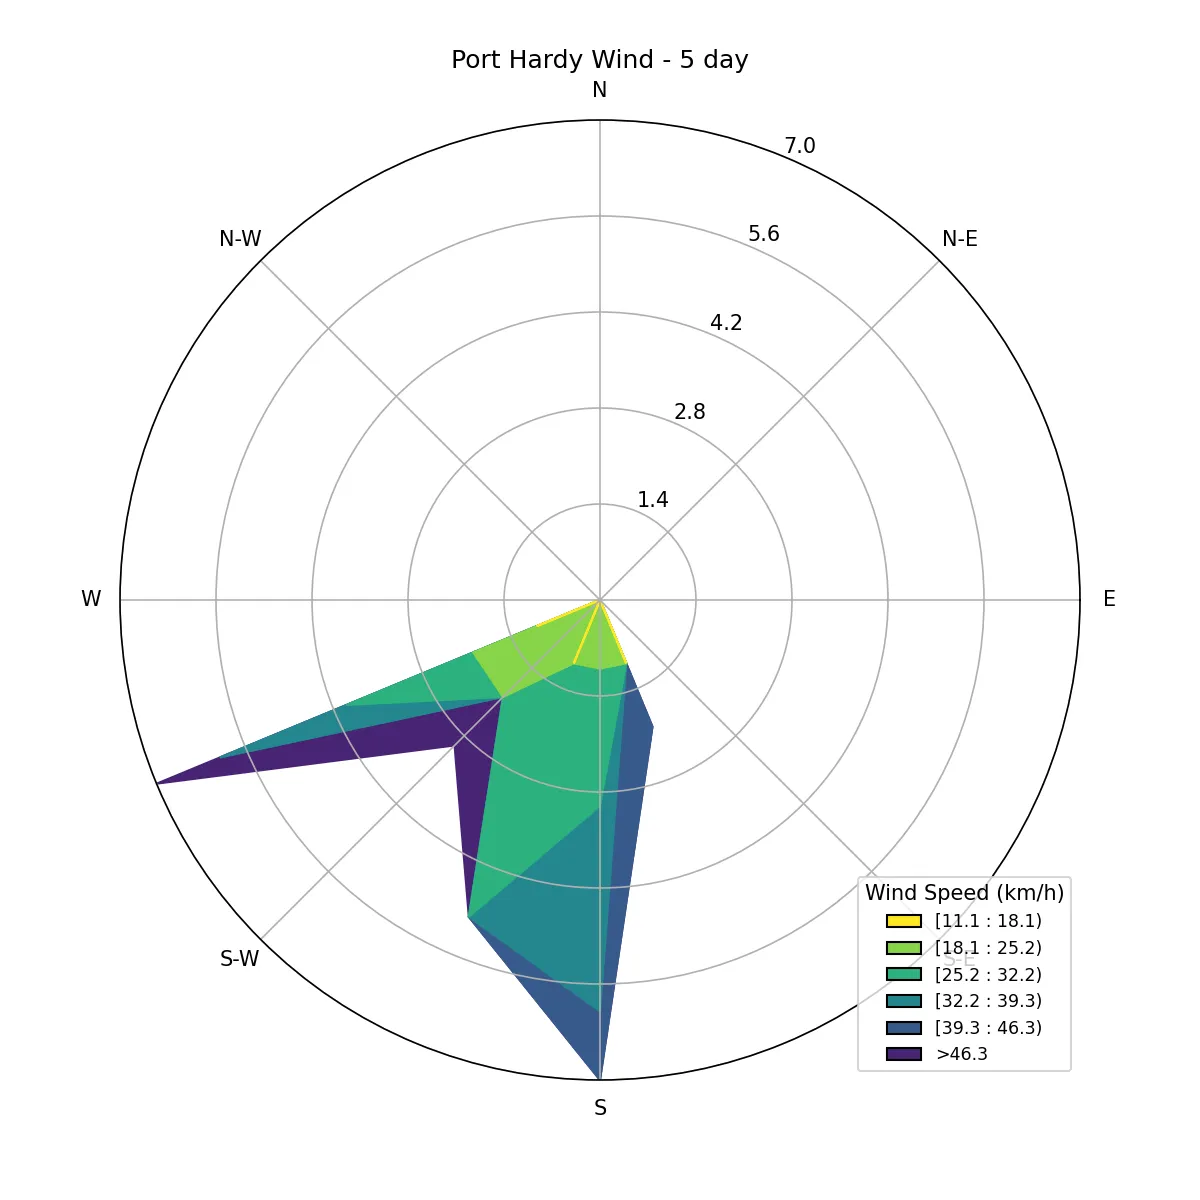 Port Hardy Wind - 5 day
N
7.0
5.6
N-W
N-E
4.2
2.8
1.4
W
E
Wind Speed (km/h)
[11.1 : 18.1)
[18.1 : 25.2)
[25.2 : 32.2)
[32.2 : 39.3)
[39.3 : 46.3)
>46.3
S-W
S-E
S